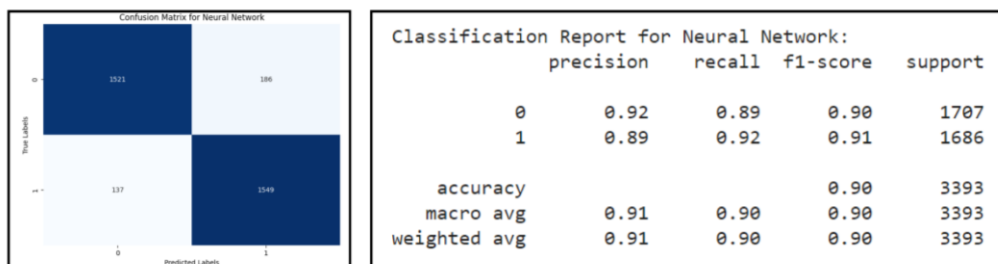 Confusion Matrix for Neural Network
True Labels
0
1521
186
1
137
1549
0
1
Predicted Labels
Classification Report for Neural Network:
precision recall f1-score support
0 0.92 0.89 0.90 1707
1 0.89 0.92 0.91 1686
accuracy 0.90 3393
macro avg 0.91 0.90 0.90 3393
weighted avg 0.91 0.90 0.90 3393